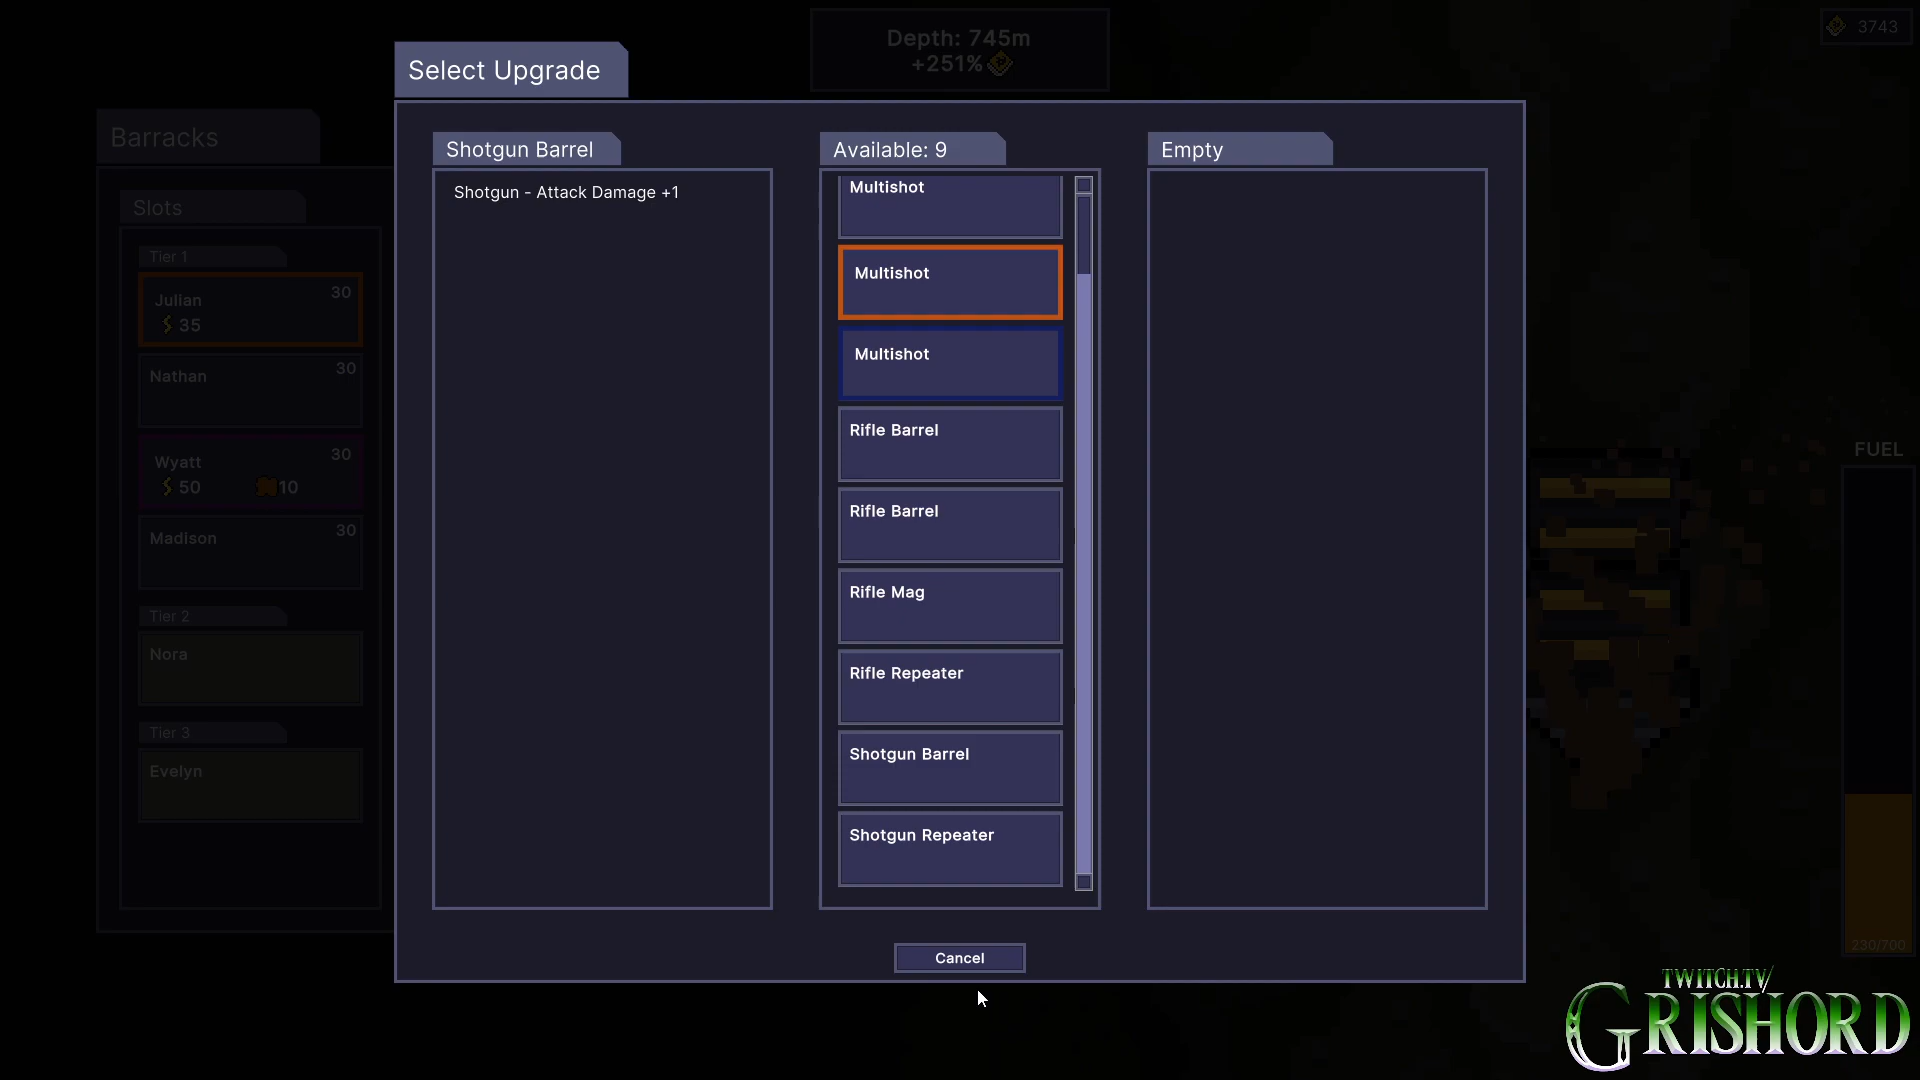 Depth: 745m
+251%
3743
Select Upgrade
Barracks
Slots
Tier 1
Julian 30
35
Nathan 30
Wyatt 30
50 10
Madison 30
Tier 2
Nora
Tier 3
Evelyn
Shotgun Barrel
Shotgun - Attack Damage +1
Available: 9
Multishot
Multishot
Multishot
Rifle Barrel
Rifle Barrel
Rifle Mag
Rifle Repeater
Shotgun Barrel
Shotgun Repeater
Empty
Cancel
FUEL
230/700
TWITCH.TV/
GRISHORD